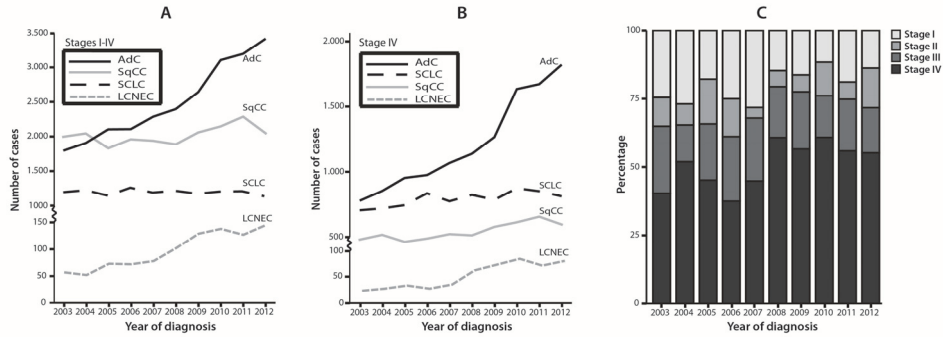 A
Stages I-IV
AdC
SqCC
SCLC
LCNEC
Number of cases
3.500
3.000
2.500
2.000
1.500
1000
150
100
50
0
AdC
SqCC
SCLC
LCNEC
2003 2004 2005 2006 2007 2008 2009 2010 2011 2012
Year of diagnosis
B
Stage IV
AdC
SCLC
SqCC
LCNEC
Number of cases
2.000
1.500
1.000
500
100
50
0
AdC
SCLC
SqCC
LCNEC
2003 2004 2005 2006 2007 2008 2009 2010 2011 2012
Year of diagnosis
C
Percentage
100
75
50
25
0
2003 2004 2005 2006 2007 2008 2009 2010 2011 2012
Year of diagnosis
Stage I
Stage II
Stage III
Stage IV